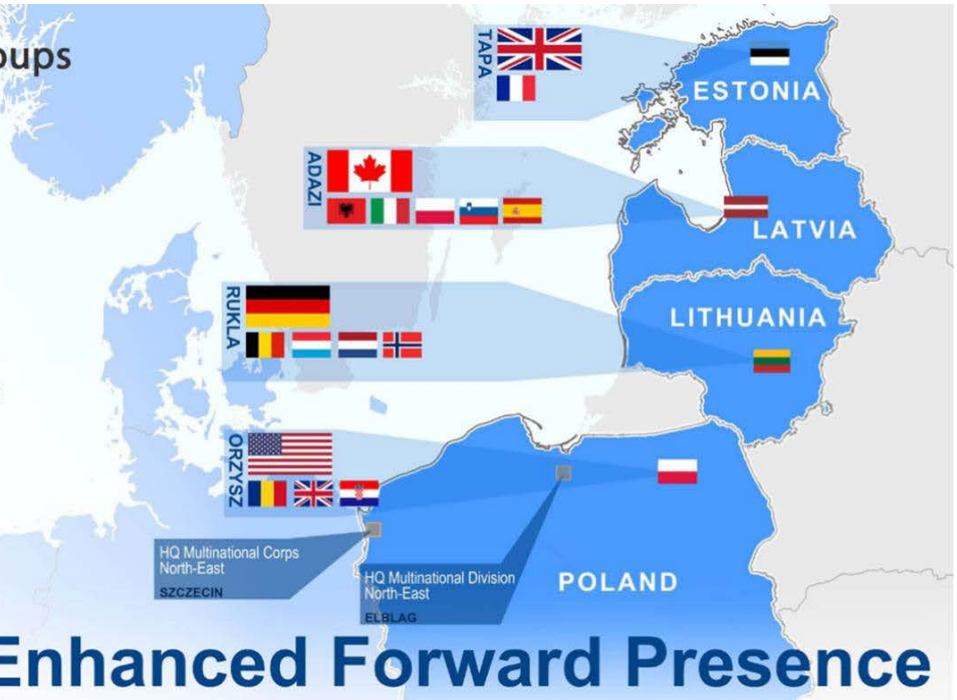 oups
TAPA
ESTONIA
ADAZI
LATVIA
RUKLA
LITHUANIA
ORZYSZ
HQ Multinational Corps
North-East
SZCZECIN
HQ Multinational Division
North-East
ELBLAG
POLAND
Enhanced Forward Presence